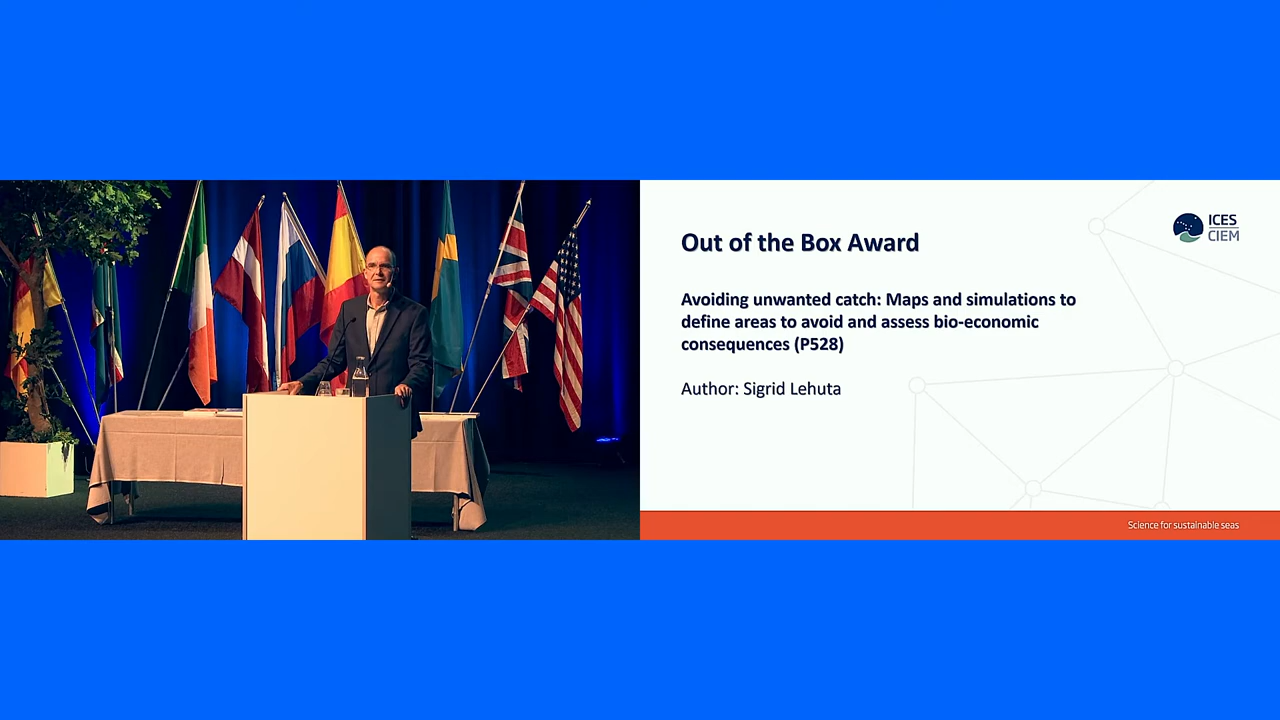 ICES
CIEM
Out of the Box Award
Avoiding unwanted catch: Maps and simulations to
define areas to avoid and assess bio-economic
consequences (P528)
Author: Sigrid Lehuta
Science for sustainable seas